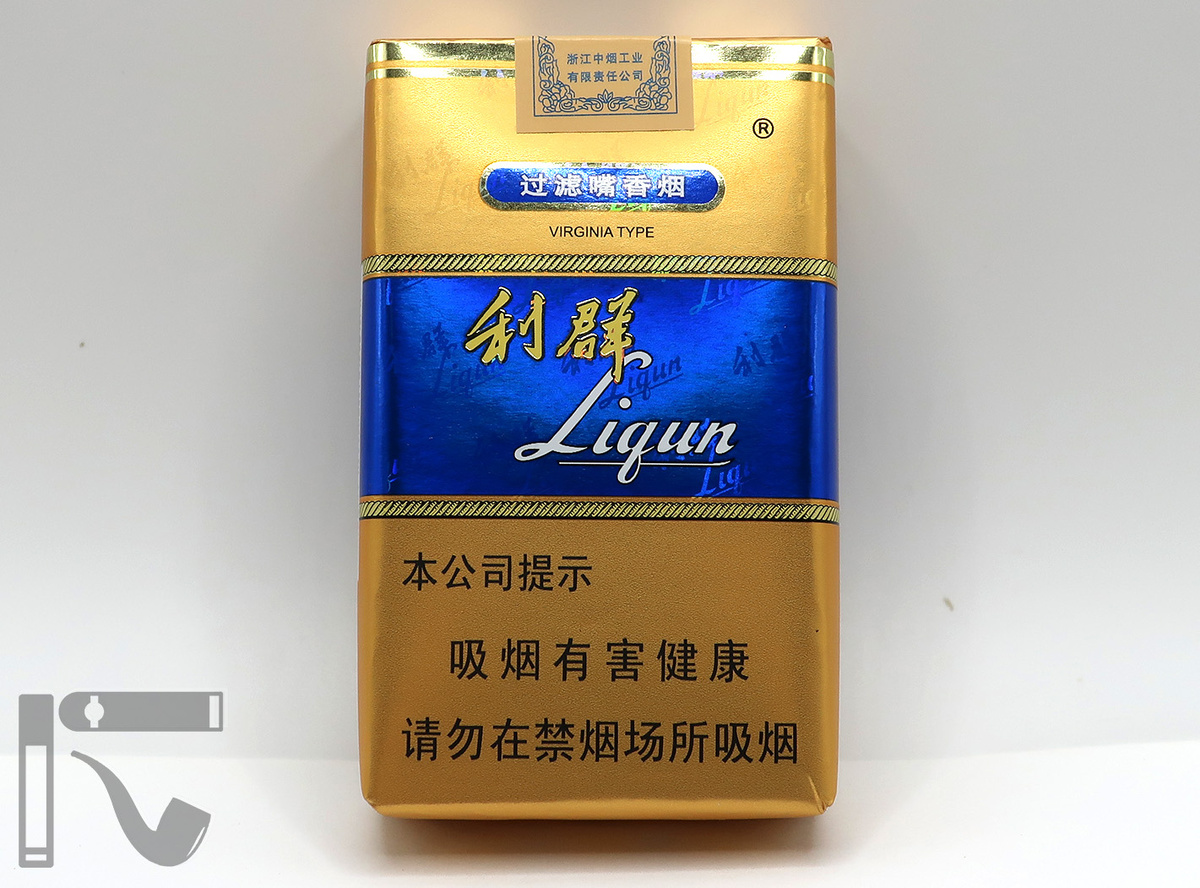 浙江中烟工业
有限责任公司
®
过滤嘴香烟
VIRGINIA TYPE
利群
Liqun
本公司提示
吸烟有害健康
请勿在禁烟场所吸烟